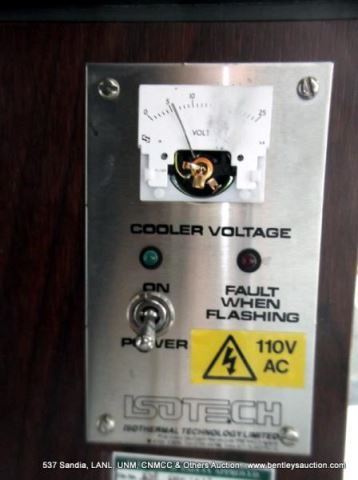 0 5 10 25
VOLT
COOLER VOLTAGE
ON
FAULT
WHEN
FLASHING
POWER
110V
AC
ISOTECH
ISOTHERMAL TECHNOLOGY LIMITED
537 Sandia, LANL, UNM, CNMCC & Others Auction www.bentleysauction.com